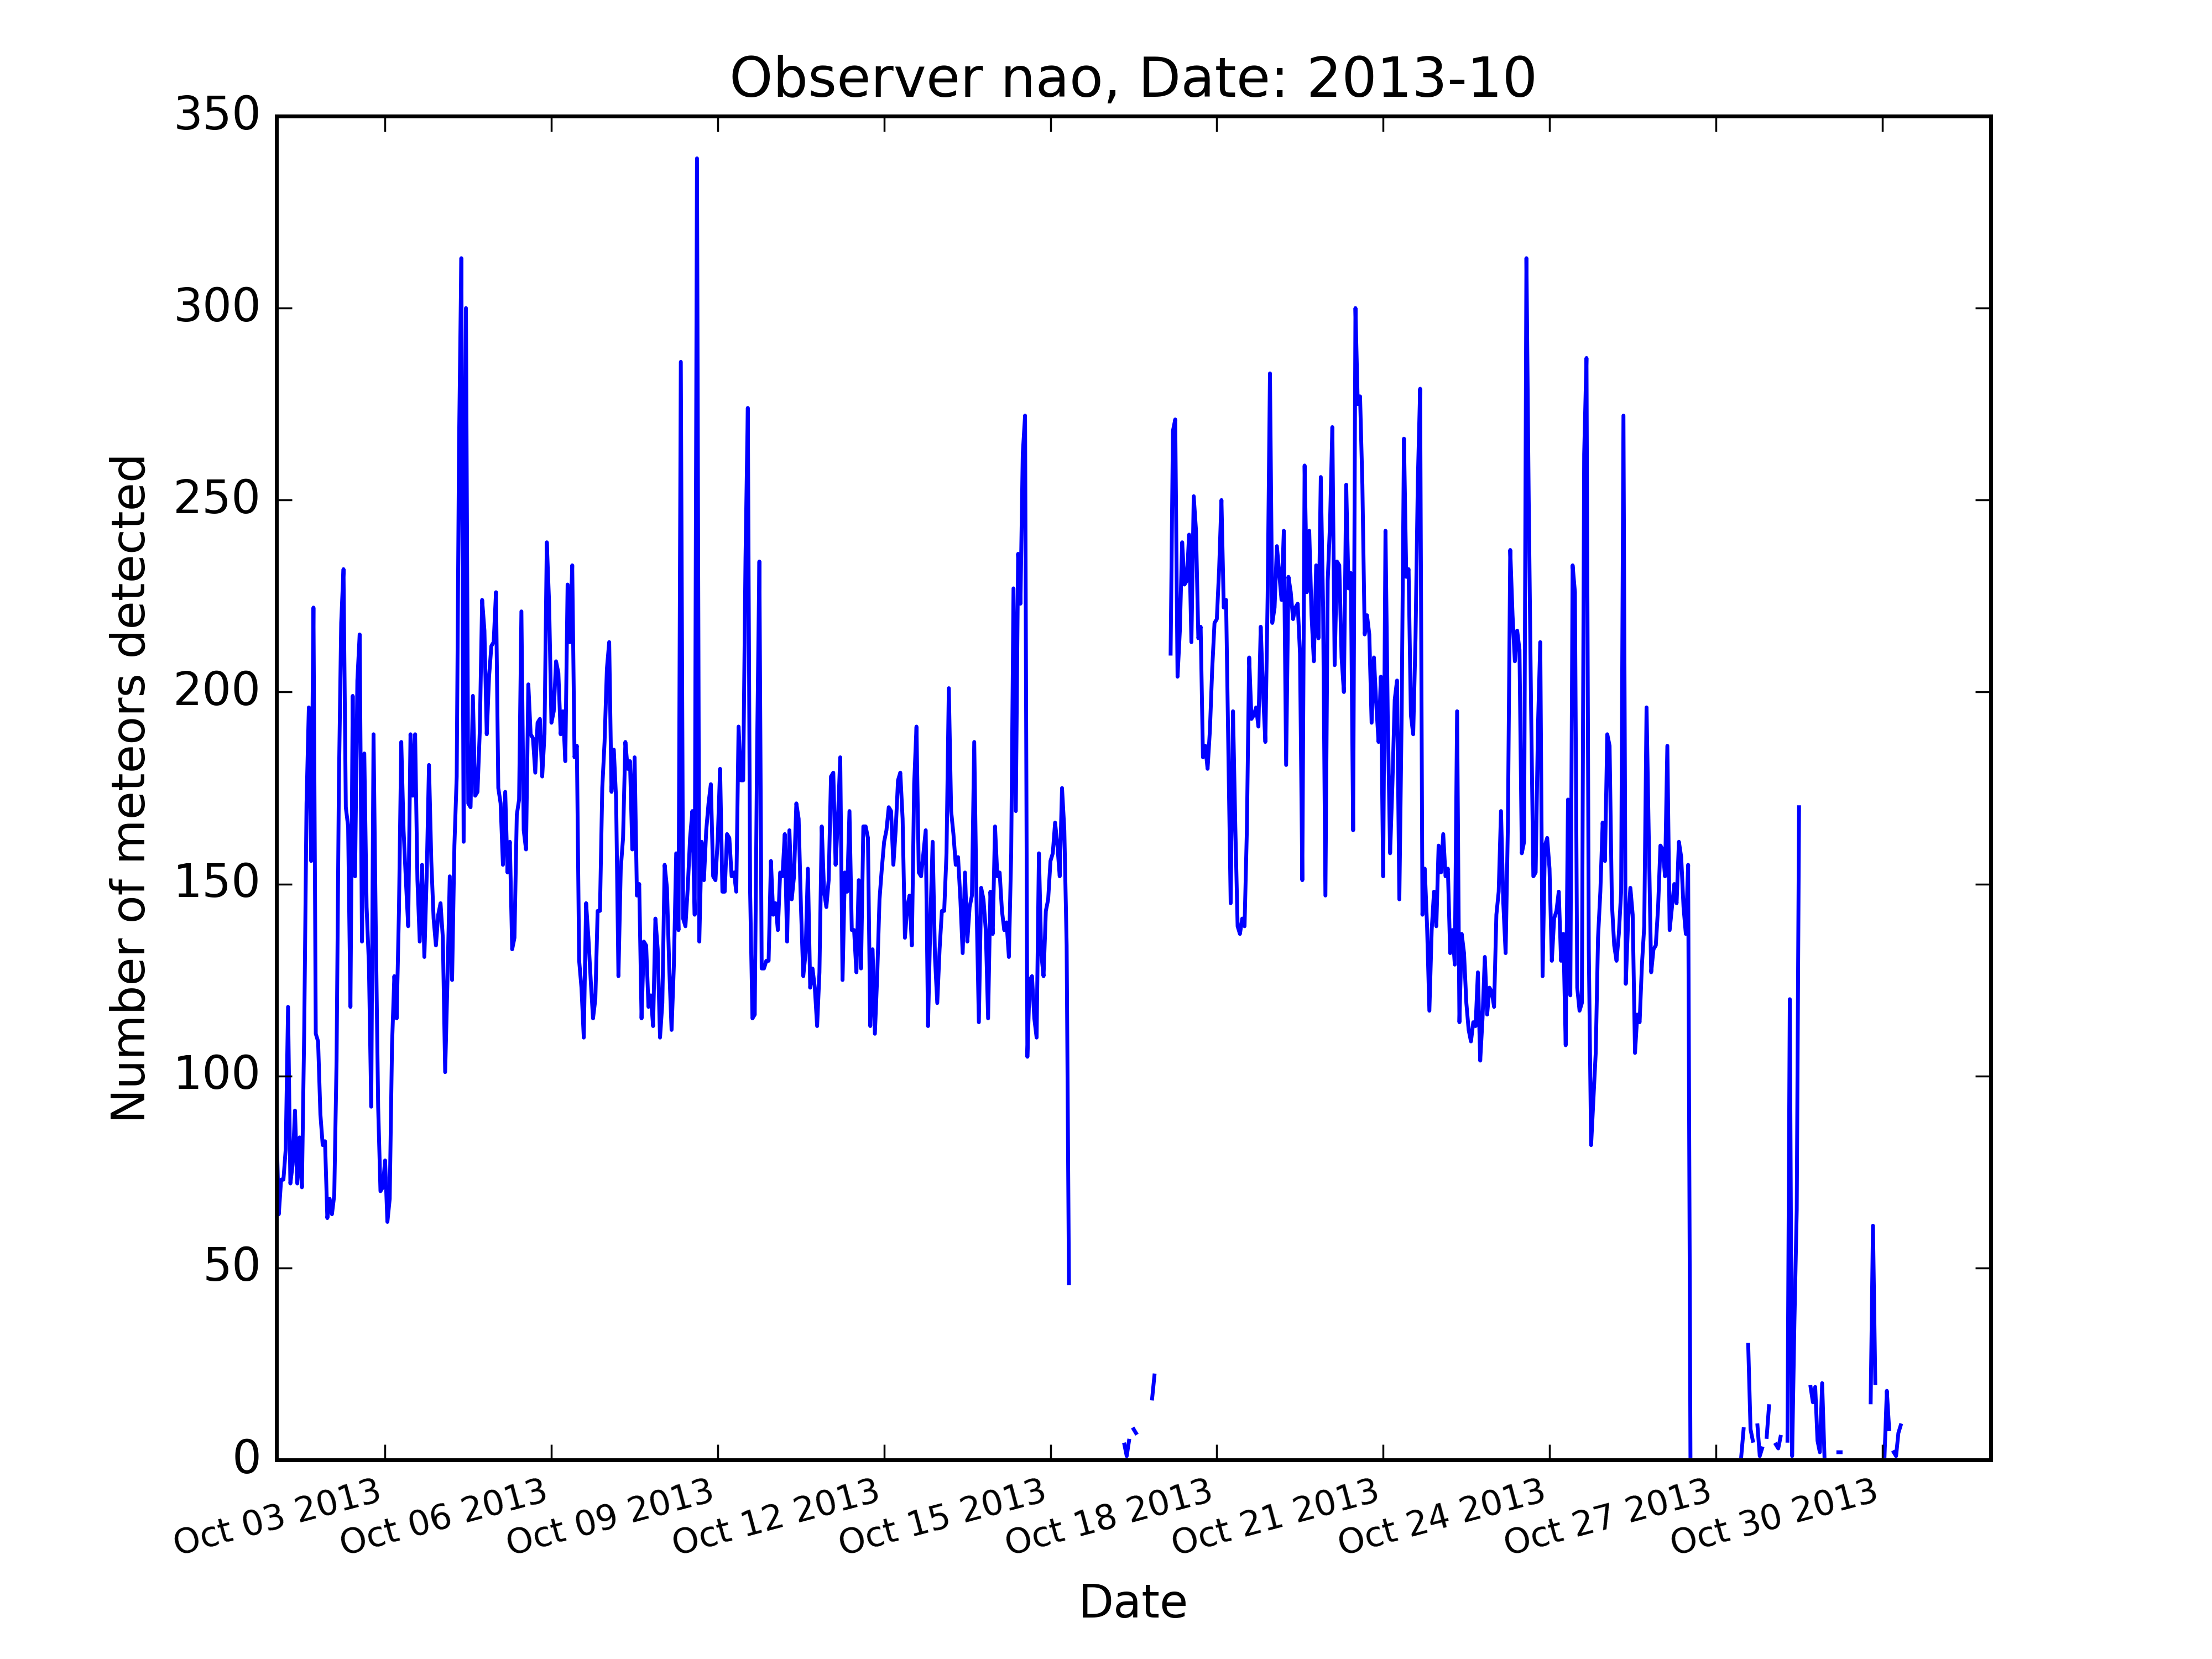 Observer nao, Date: 2013-10
Number of meteors detected
350
300
250
200
150
100
50
0
Oct 03 2013
Oct 06 2013
Oct 09 2013
Oct 12 2013
Oct 15 2013
Oct 18 2013
Oct 21 2013
Oct 24 2013
Oct 27 2013
Oct 30 2013
Date